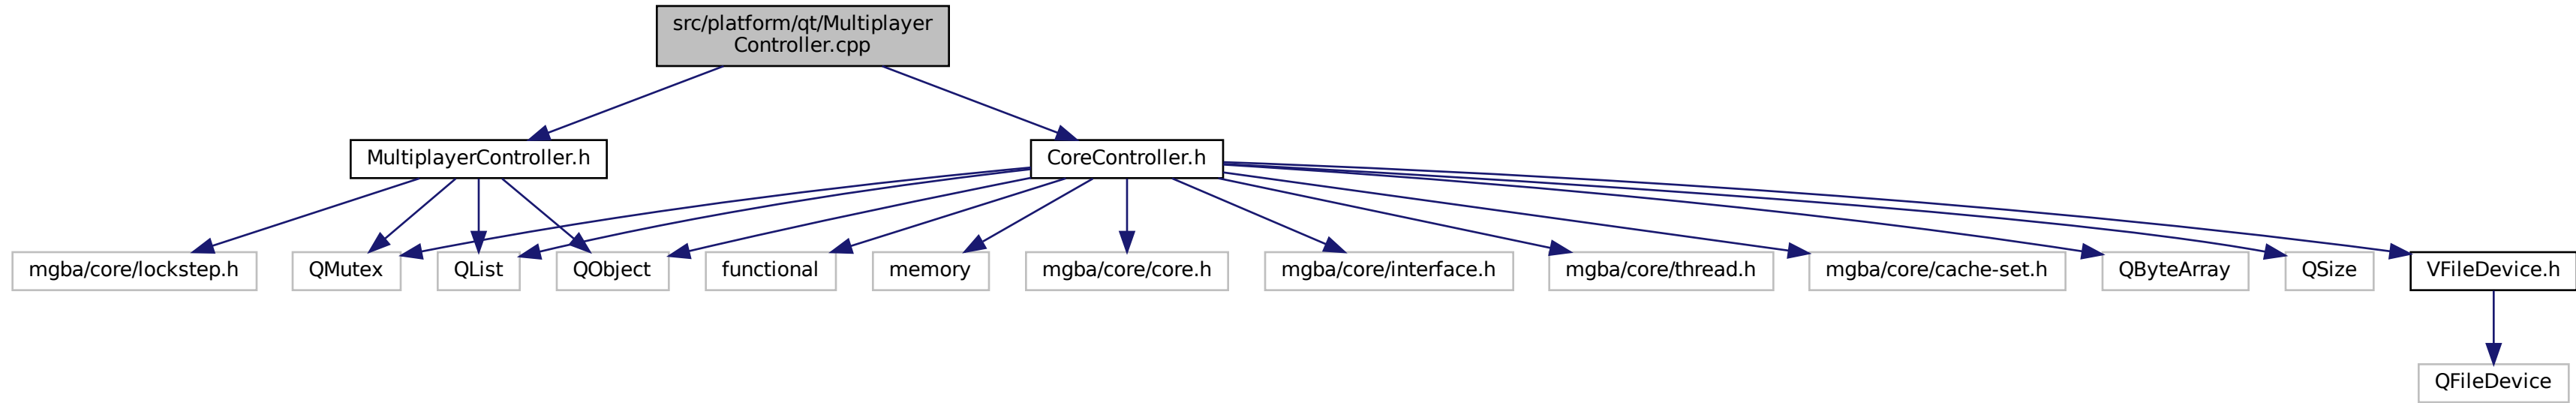 src/platform/qt/Multiplayer
Controller.cpp
MultiplayerController.h
CoreController.h
mgba/core/lockstep.h
QMutex
QList
QObject
functional
memory
mgba/core/core.h
mgba/core/interface.h
mgba/core/thread.h
mgba/core/cache-set.h
QByteArray
QSize
VFileDevice.h
QFileDevice